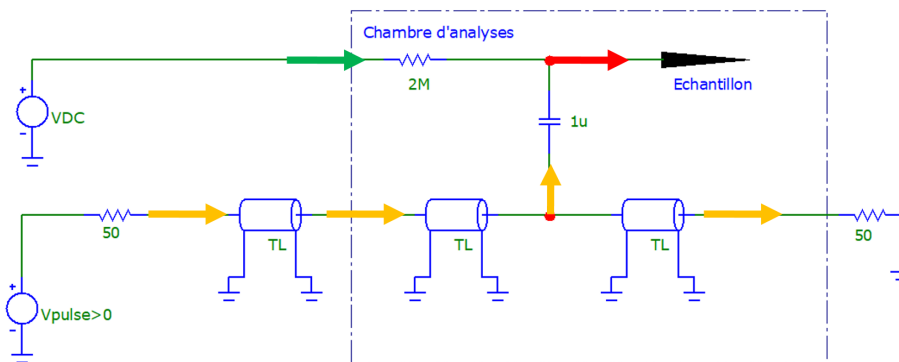 Chambre d'analyses
2M
Echantillon
VDC
1u
50
TL
TL
TL
50
Vpulse>0